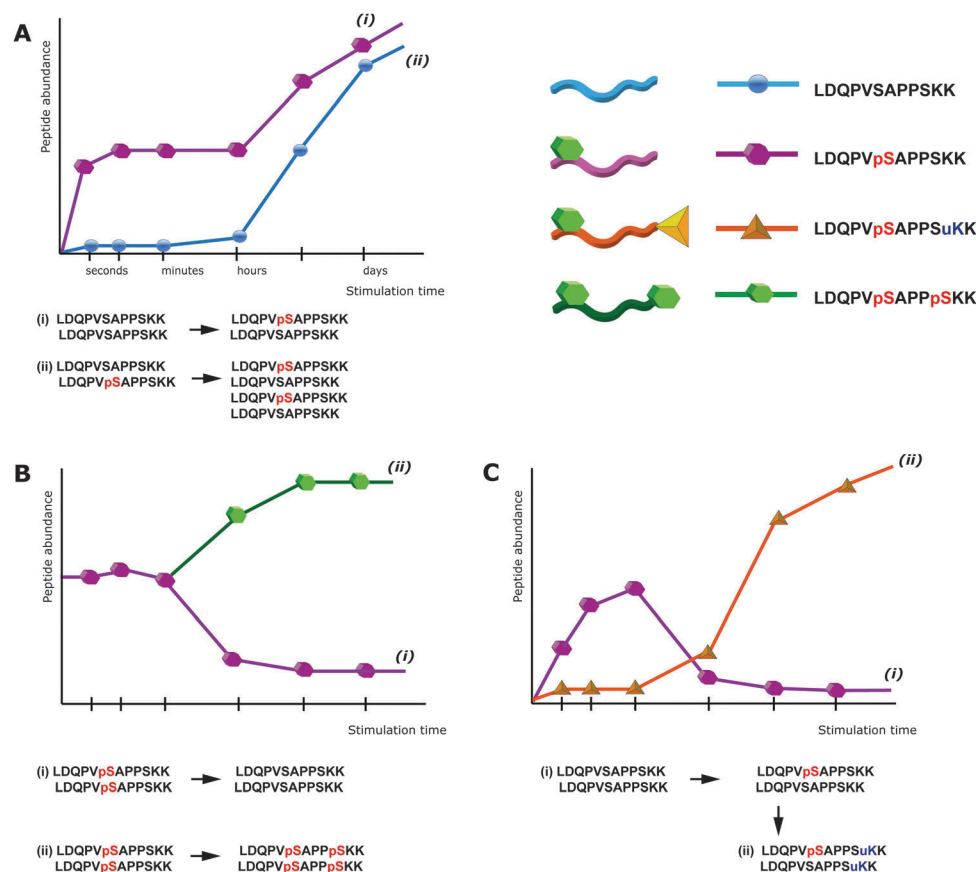 A
Peptide abundance
(i)
(ii)
seconds
minutes
hours
days
Stimulation time
LDQPVSAPPSKK
LDQPVpSAPPSKK
LDQPVpSAPPSuKK
LDQPVpSAPPpSKK
(i) LDQPVSAPPSKK LDQPVpSAPPSKK
LDQPVSAPPSKK LDQPVSAPPSKK
(ii) LDQPVSAPPSKK LDQPVpSAPPSKK
LDQPVpSAPPSKK LDQPVSAPPSKK
LDQPVpSAPPSKK
LDQPVSAPPSKK
B
Peptide abundance
(ii)
(i)
Stimulation time
(i) LDQPVpSAPPSKK LDQPVSAPPSKK
LDQPVpSAPPSKK LDQPVSAPPSKK
(ii) LDQPVpSAPPSKK LDQPVpSAPPpSKK
LDQPVpSAPPSKK LDQPVpSAPPpSKK
C
Peptide abundance
(ii)
(i)
Stimulation time
(i) LDQPVSAPPSKK LDQPVpSAPPSKK
LDQPVSAPPSKK LDQPVSAPPSKK
(ii) LDQPVpSAPPSuKK
LDQPVSAPPSuKK